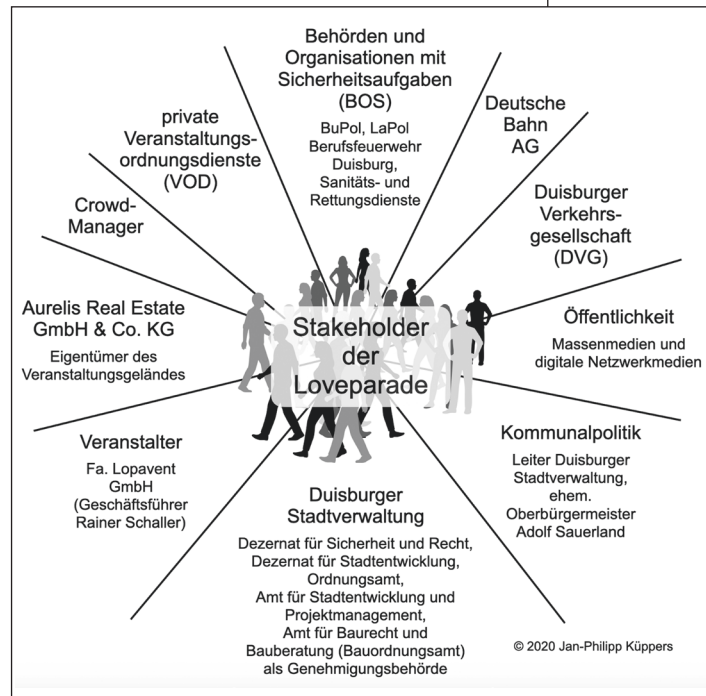 Behörden und
Organisationen mit
Sicherheitsaufgaben
(BOS)
BuPol, LaPol
Berufsfeuerwehr
Duisburg,
Sanitäts- und
Rettungsdienste
Deutsche
Bahn
AG
Duisburger
Verkehrs-
gesellschaft
(DVG)
Öffentlichkeit
Massenmedien und
digitale Netzwerkmedien
Kommunalpolitik
Leiter Duisburger
Stadtverwaltung,
ehem.
Oberbürgermeister
Adolf Sauerland
Duisburger
Stadtverwaltung
Dezernat für Sicherheit und Recht,
Dezernat für Stadtentwicklung,
Ordnungsamt,
Amt für Stadtentwicklung und
Projektmanagement,
Amt für Baurecht und
Bauberatung (Bauordnungsamt)
als Genehmigungsbehörde
Veranstalter
Fa. Lopavent
GmbH
(Geschäftsführer
Rainer Schaller)
Aurelis Real Estate
GmbH & Co. KG
Eigentümer des
Veranstaltungsgeländes
Crowd-
Manager
private
Veranstaltungs-
ordnungsdienste
(VOD)
Stakeholder
der
Loveparade
© 2020 Jan-Philipp Küppers